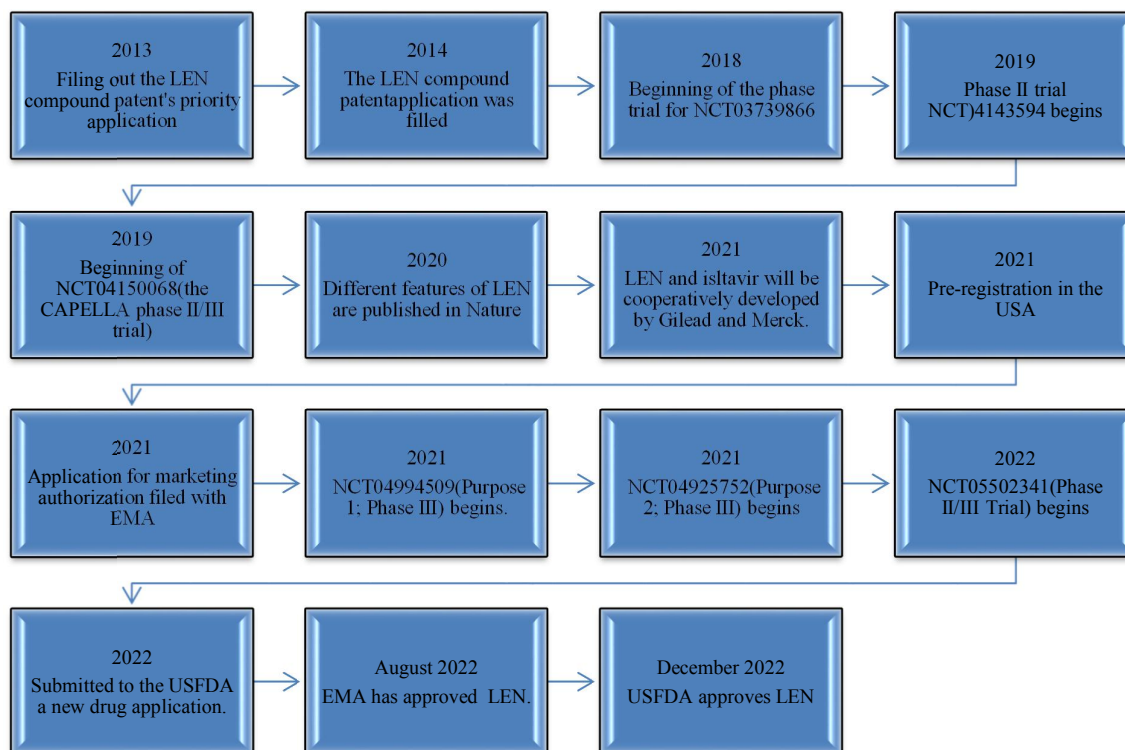 2013
Filing out the LEN
compound patent's priority
application
2014
The LEN compound
patentapplication was
filled
2018
Beginning of the phase
trial for NCT03739866
2019
Phase II trial
NCT)4143594 begins
2019
Beginning of
NCT04150068(the
CAPELLA phase II/III
trial)
2020
Different features of LEN
are published in Nature
2021
LEN and isltavir will be
cooperatively developed
by Gilead and Merck.
2021
Pre-registration in the
USA
2021
Application for marketing
authorization filed with
EMA
2021
NCT04994509(Purpose
1; Phase III) begins.
2021
NCT04925752(Purpose
2; Phase III) begins
2022
NCT05502341(Phase
II/III Trial) begins
2022
Submitted to the USFDA
a new drug application.
August 2022
EMA has approved LEN.
December 2022
USFDA approves LEN